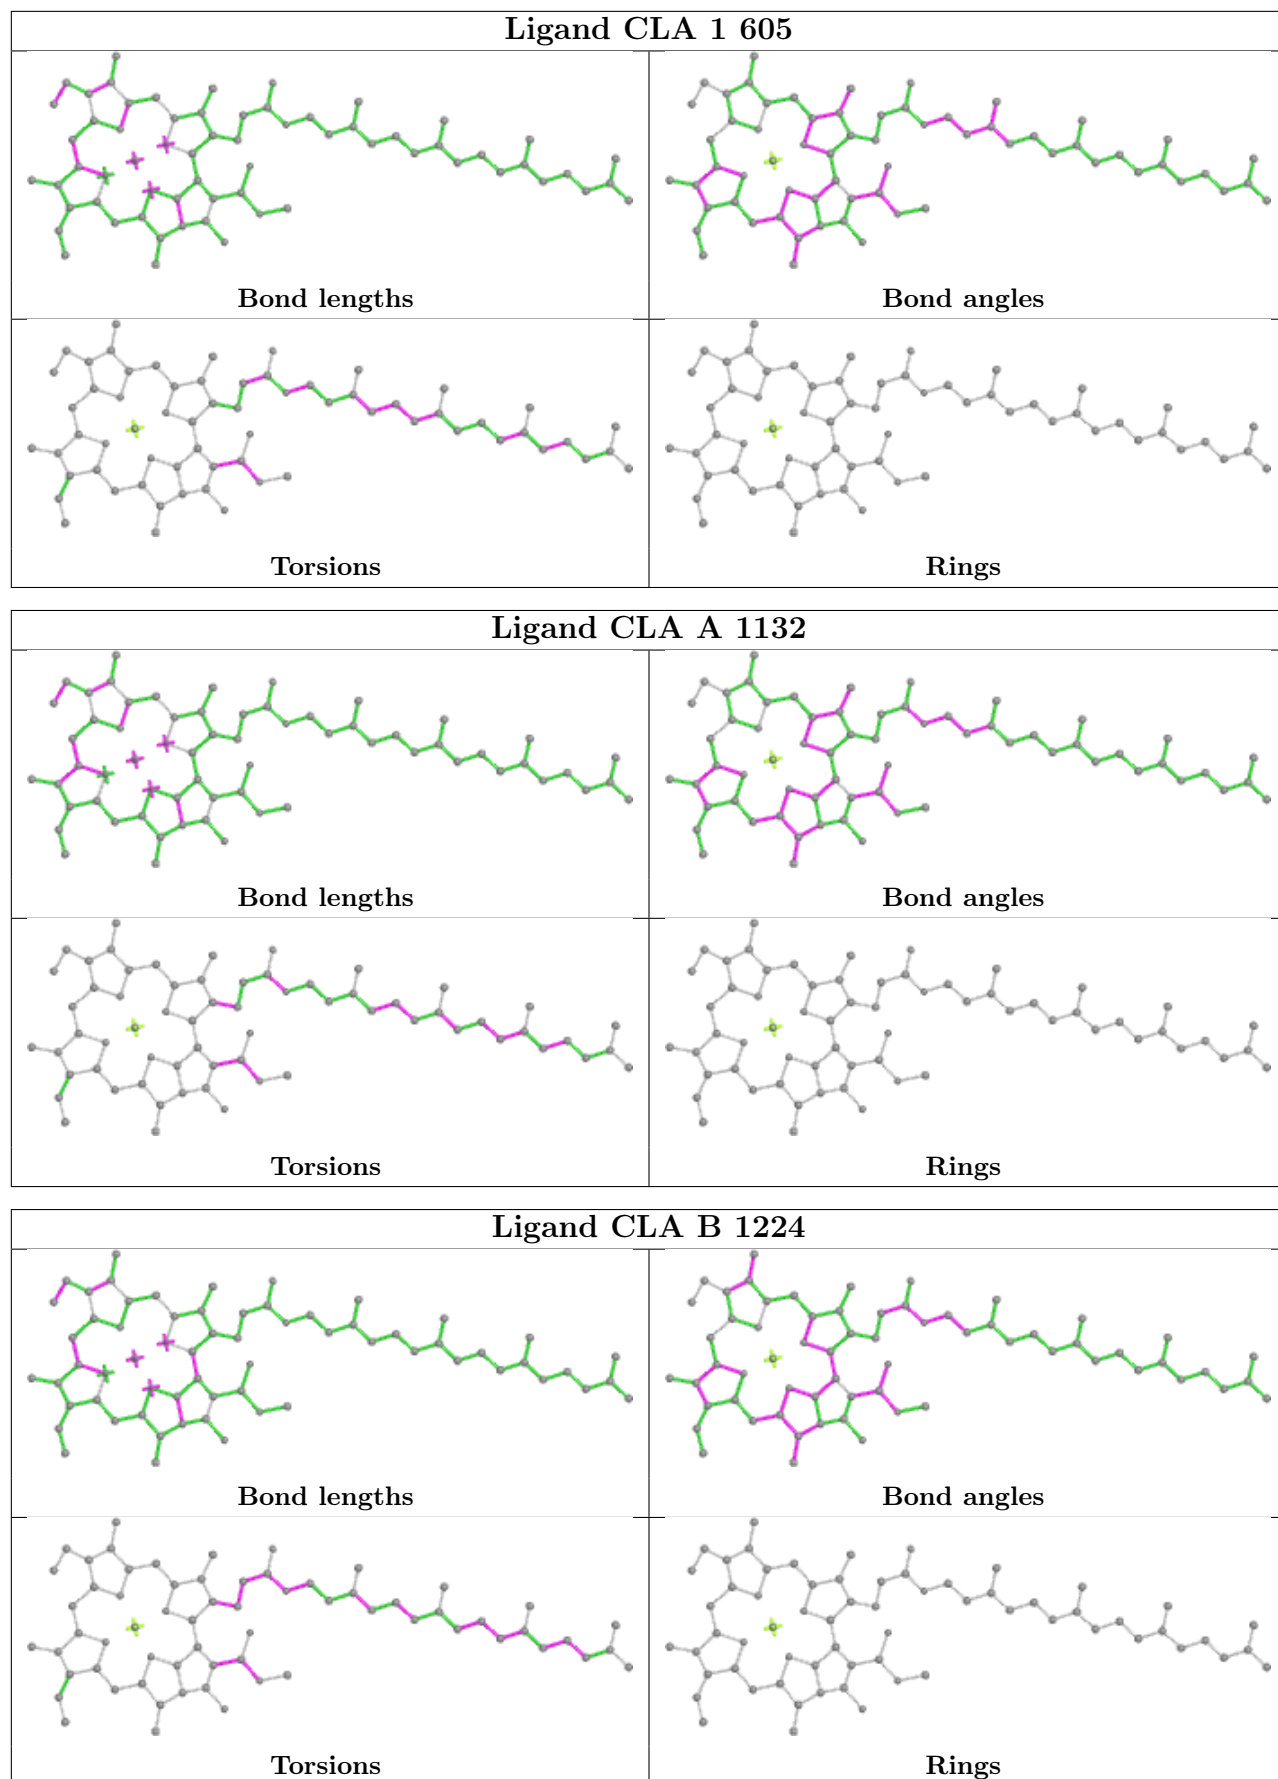 Ligand CLA 1 605
Bond lengths
Bond angles
Torsions
Rings
Ligand CLA A 1132
Bond lengths
Bond angles
Torsions
Rings
Ligand CLA B 1224
Bond lengths
Bond angles
Torsions
Rings